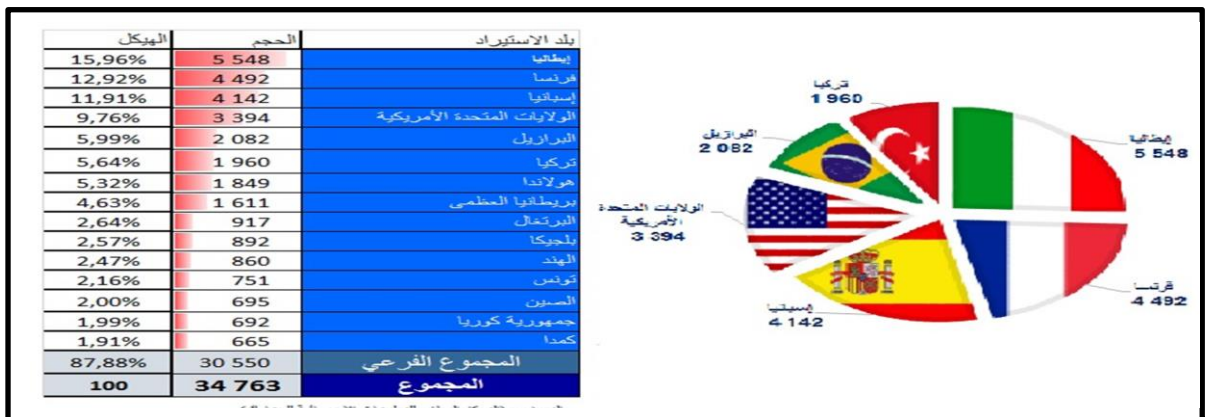 بلد الاستيراد الحجم الهيكل
إيطاليا 5 548 15,96%
فرنسا 4 492 12,92%
إسبانيا 4 142 11,91%
الولايات المتحدة الأمريكية 3 394 9,76%
البرازيل 2 082 5,99%
تركيا 1 960 5,64%
هولاندا 1 849 5,32%
بريطانيا العظمى 1 611 4,63%
البرتغال 917 2,64%
بلجيكا 892 2,57%
الهند 860 2,47%
تونس 751 2,16%
الصين 695 2,00%
جمهورية كوريا 692 1,99%
كمدا 665 1,91%
المجموع الفرعي 30 550 87,88%
المجموع 34 763 100
تركيا
1 960
البرازيل
2 082
إيطاليا
5 548
الولايات المتحدة
الأمريكية
3 394
فرنسا
4 492
إسبانيا
4 142